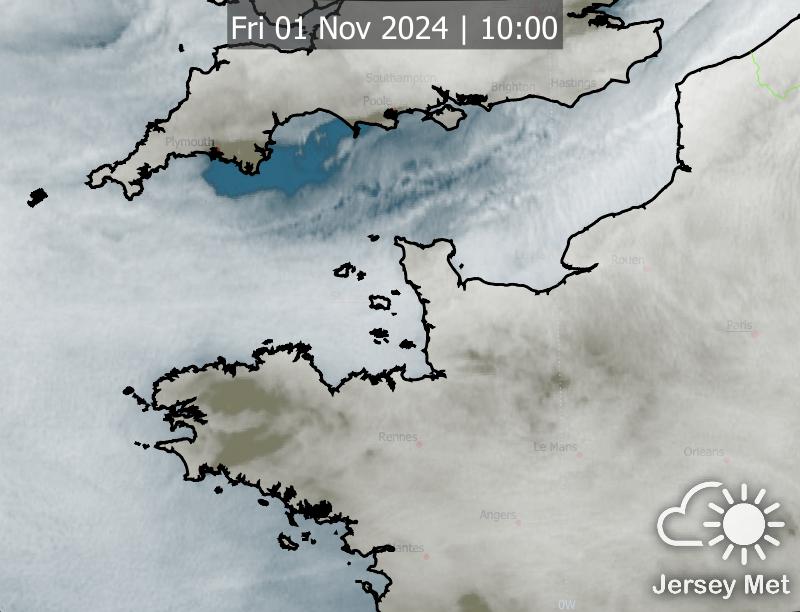 Fri 01 Nov 2024 | 10:00
Southampton
Brighton
Hastings
Poole
Plymouth
Rouen
Paris
Rennes
Le Mans
Orleans
Angers
antes
0W
Jersey Met